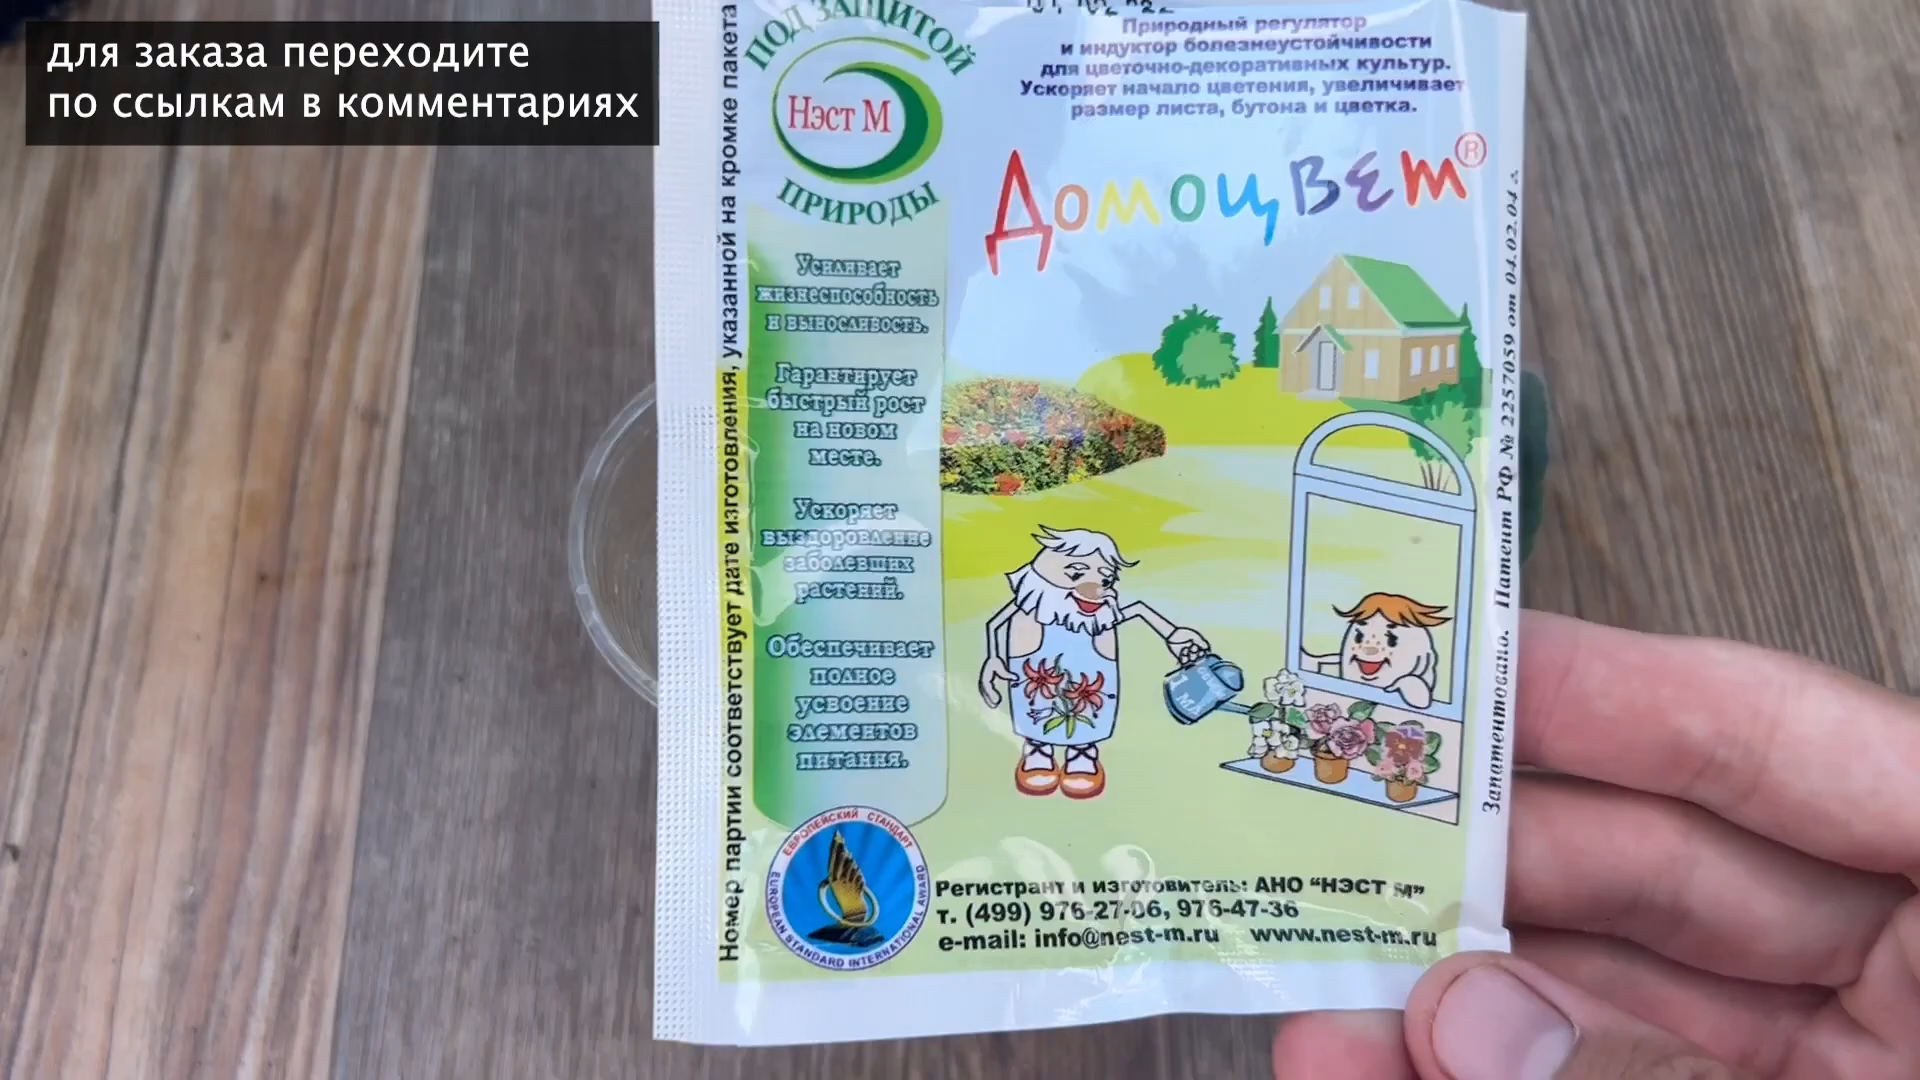 для заказа переходите
по ссылкам в комментариях
ПОД ЗАЩИТОЙ
Нэст М
ПРИРОДЫ
Природный регулятор
и индуктор болезнеустойчивости
для цветочно-декоративных культур.
Ускоряет начало цветения, увеличивает
размер листа, бутона и цветка.
Домоцвет®
Усиливает
жизнеспособность
и выносливость.
Гарантирует
быстрый рост
на новом
месте.
Ускоряет
выздоровление
заболевших
растений.
Обеспечивает
полное
усвоение
элементов
питания.
Номер партии соответствует дате изготовления, указанной на кромке пакета
Запатентовано. Патент РФ № 2257059 от 04.02.04 г.
ЕВРОПЕЙСКИЙ СТАНДАРТ
EUROPEAN STANDARD INTERNATIONAL AWARD
Регистрант и изготовитель: АНО “НЭСТ М”
т. (499) 976-27-06, 976-47-36
e-mail: info@nest-m.ru www.nest-m.ru